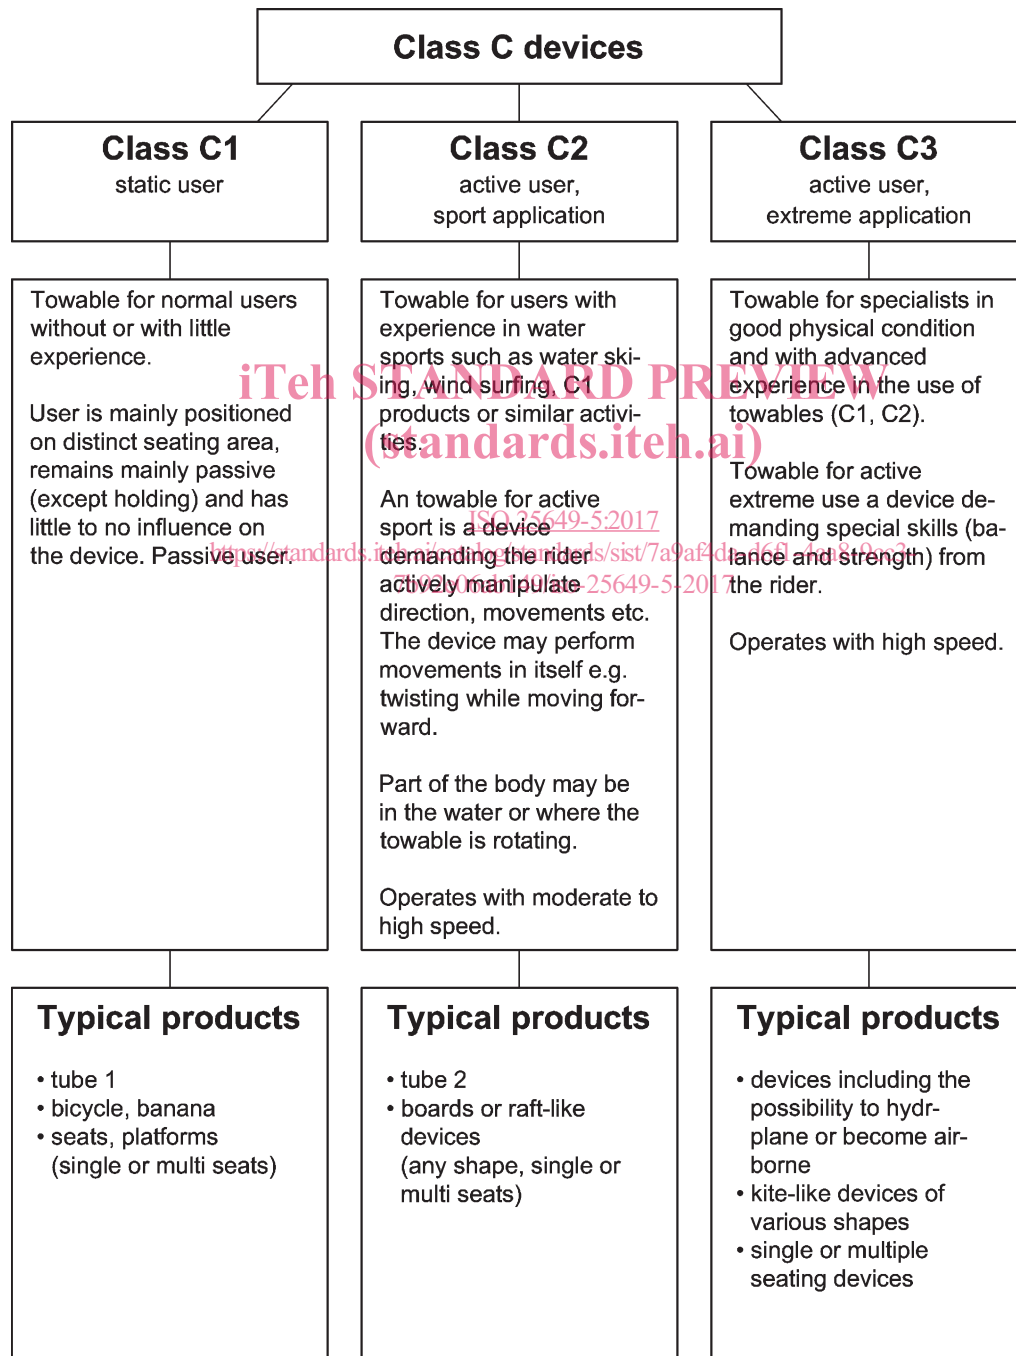 Class C devices
Class C1
static user
Class C2
active user,
sport application
Class C3
active user,
extreme application
Towable for normal users
without or with little
experience.
User is mainly positioned
on distinct seating area,
remains mainly passive
(except holding) and has
little to no influence on
the device. Passive user.
Towable for users with
experience in water
sports such as water ski-
ing, wind surfing, C1
products or similar activi-
ties.
An towable for active
sport is a device
demanding the rider
actively manipulate
direction, movements etc.
The device may perform
movements in itself e.g.
twisting while moving for-
ward.
Part of the body may be
in the water or where the
towable is rotating.
Operates with moderate to
high speed.
Towable for specialists in
good physical condition
and with advanced
experience in the use of
towables (C1, C2).
Towable for active
extreme use a device de-
manding special skills (ba-
lance and strength) from
the rider.
Operates with high speed.
iTeh STANDARD PREVIEW
(standards.iteh.ai)
ISO 25649-5:2017
Typical products
• tube 1
• bicycle, banana
• seats, platforms
(single or multi seats)
Typical products
• tube 2
• boards or raft-like
devices
(any shape, single or
multi seats)
Typical products
• devices including the
possibility to hydr-
plane or become air-
borne
• kite-like devices of
various shapes
• single or multiple
seating devices